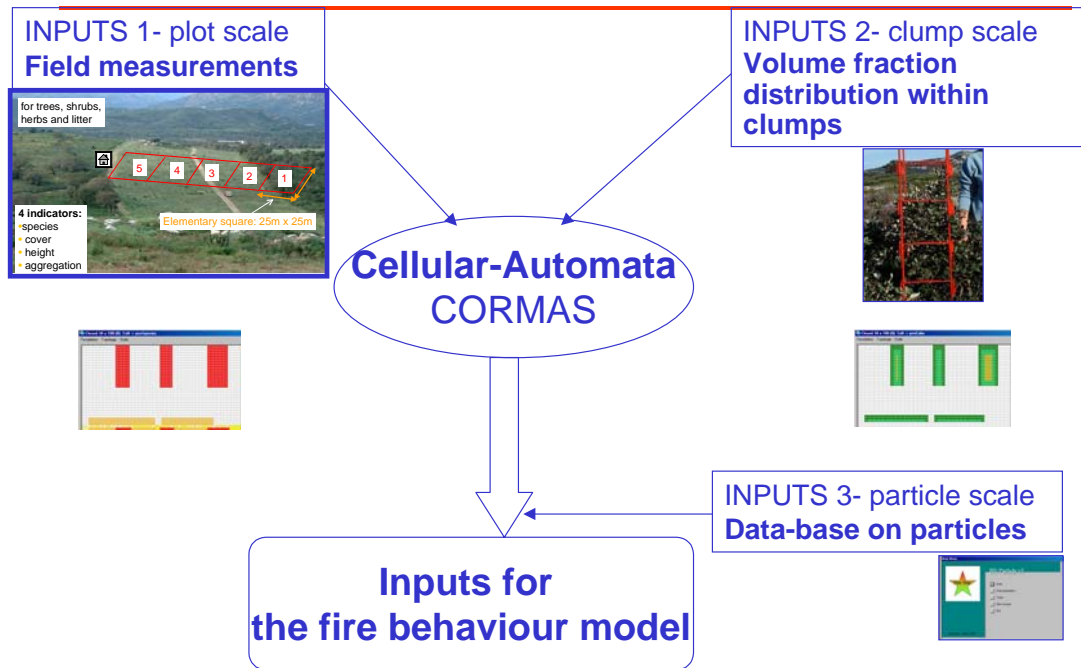 INPUTS 1- plot scale
Field measurements
for trees, shrubs,
herbs and litter
5 4 3 2 1
Elementary square: 25m x 25m
4 indicators:
•species
• cover
• height
• aggregation
INPUTS 2- clump scale
Volume fraction
distribution within
clumps
Cellular-Automata
CORMAS
INPUTS 3- particle scale
Data-base on particles
Inputs for
the fire behaviour model